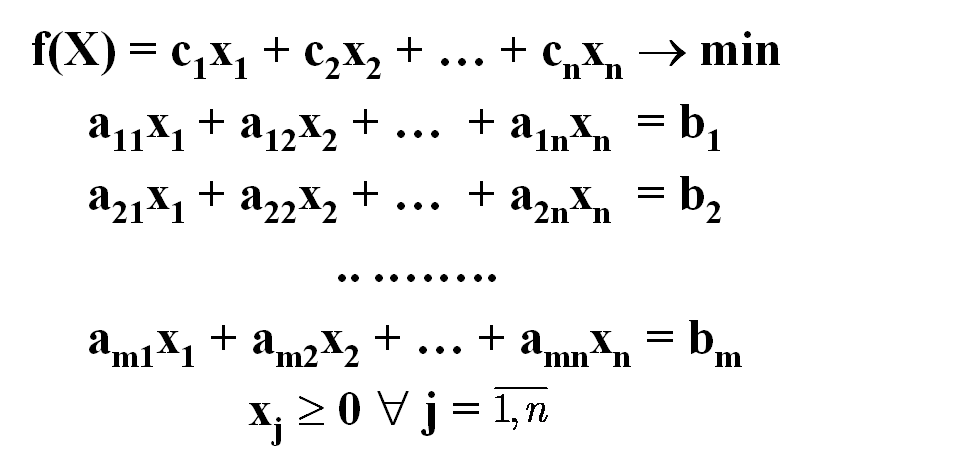 f(X) = c₁x₁ + c₂x₂ + … + cₙxₙ → min
a₁₁x₁ + a₁₂x₂ + … + a₁ₙxₙ = b₁
a₂₁x₁ + a₂₂x₂ + … + a₂ₙxₙ = b₂
.. ……..
aₘ₁x₁ + aₘ₂x₂ + … + aₘₙxₙ = bₘ
xⱼ ≥ 0 ∀ j = 1̅,̅n̅